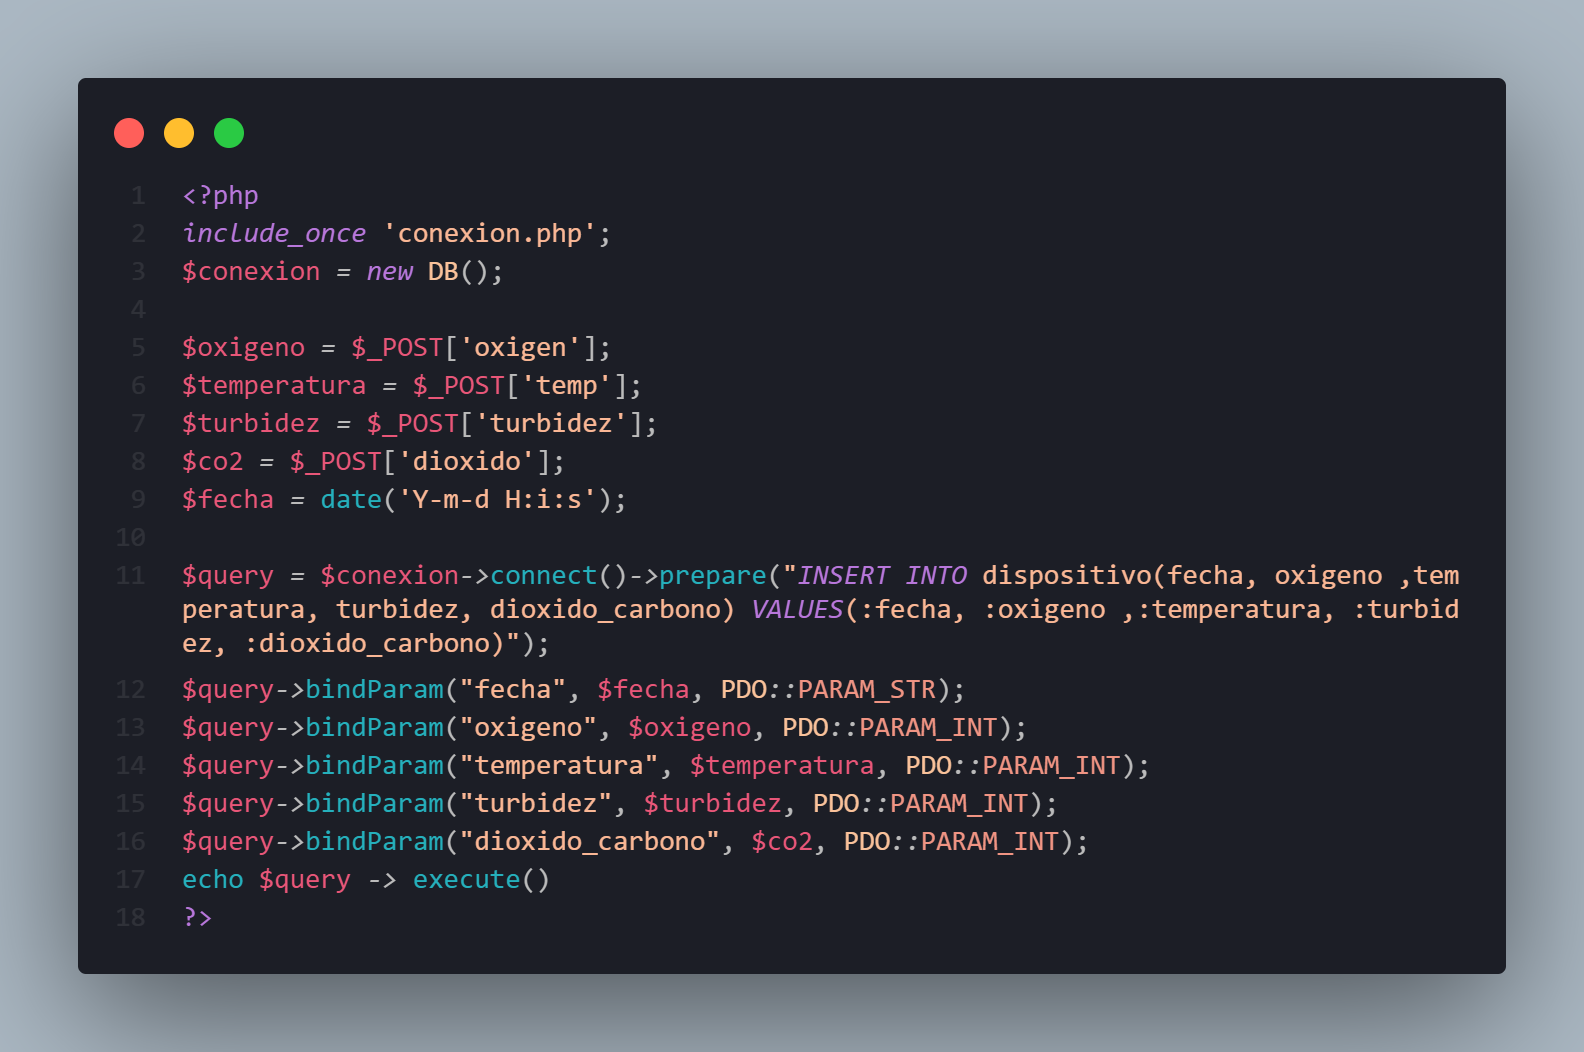 1 <?php
2 include_once 'conexion.php';
3 $conexion = new DB();
4
5 $oxigeno = $_POST['oxigen'];
6 $temperatura = $_POST['temp'];
7 $turbidez = $_POST['turbidez'];
8 $co2 = $_POST['dioxido'];
9 $fecha = date('Y-m-d H:i:s');
10
11 $query = $conexion->connect()->prepare("INSERT INTO dispositivo(fecha, oxigeno ,tem
peratura, turbidez, dioxido_carbono) VALUES(:fecha, :oxigeno ,:temperatura, :turbid
ez, :dioxido_carbono)");
12 $query->bindParam("fecha", $fecha, PDO::PARAM_STR);
13 $query->bindParam("oxigeno", $oxigeno, PDO::PARAM_INT);
14 $query->bindParam("temperatura", $temperatura, PDO::PARAM_INT);
15 $query->bindParam("turbidez", $turbidez, PDO::PARAM_INT);
16 $query->bindParam("dioxido_carbono", $co2, PDO::PARAM_INT);
17 echo $query -> execute()
18 ?>